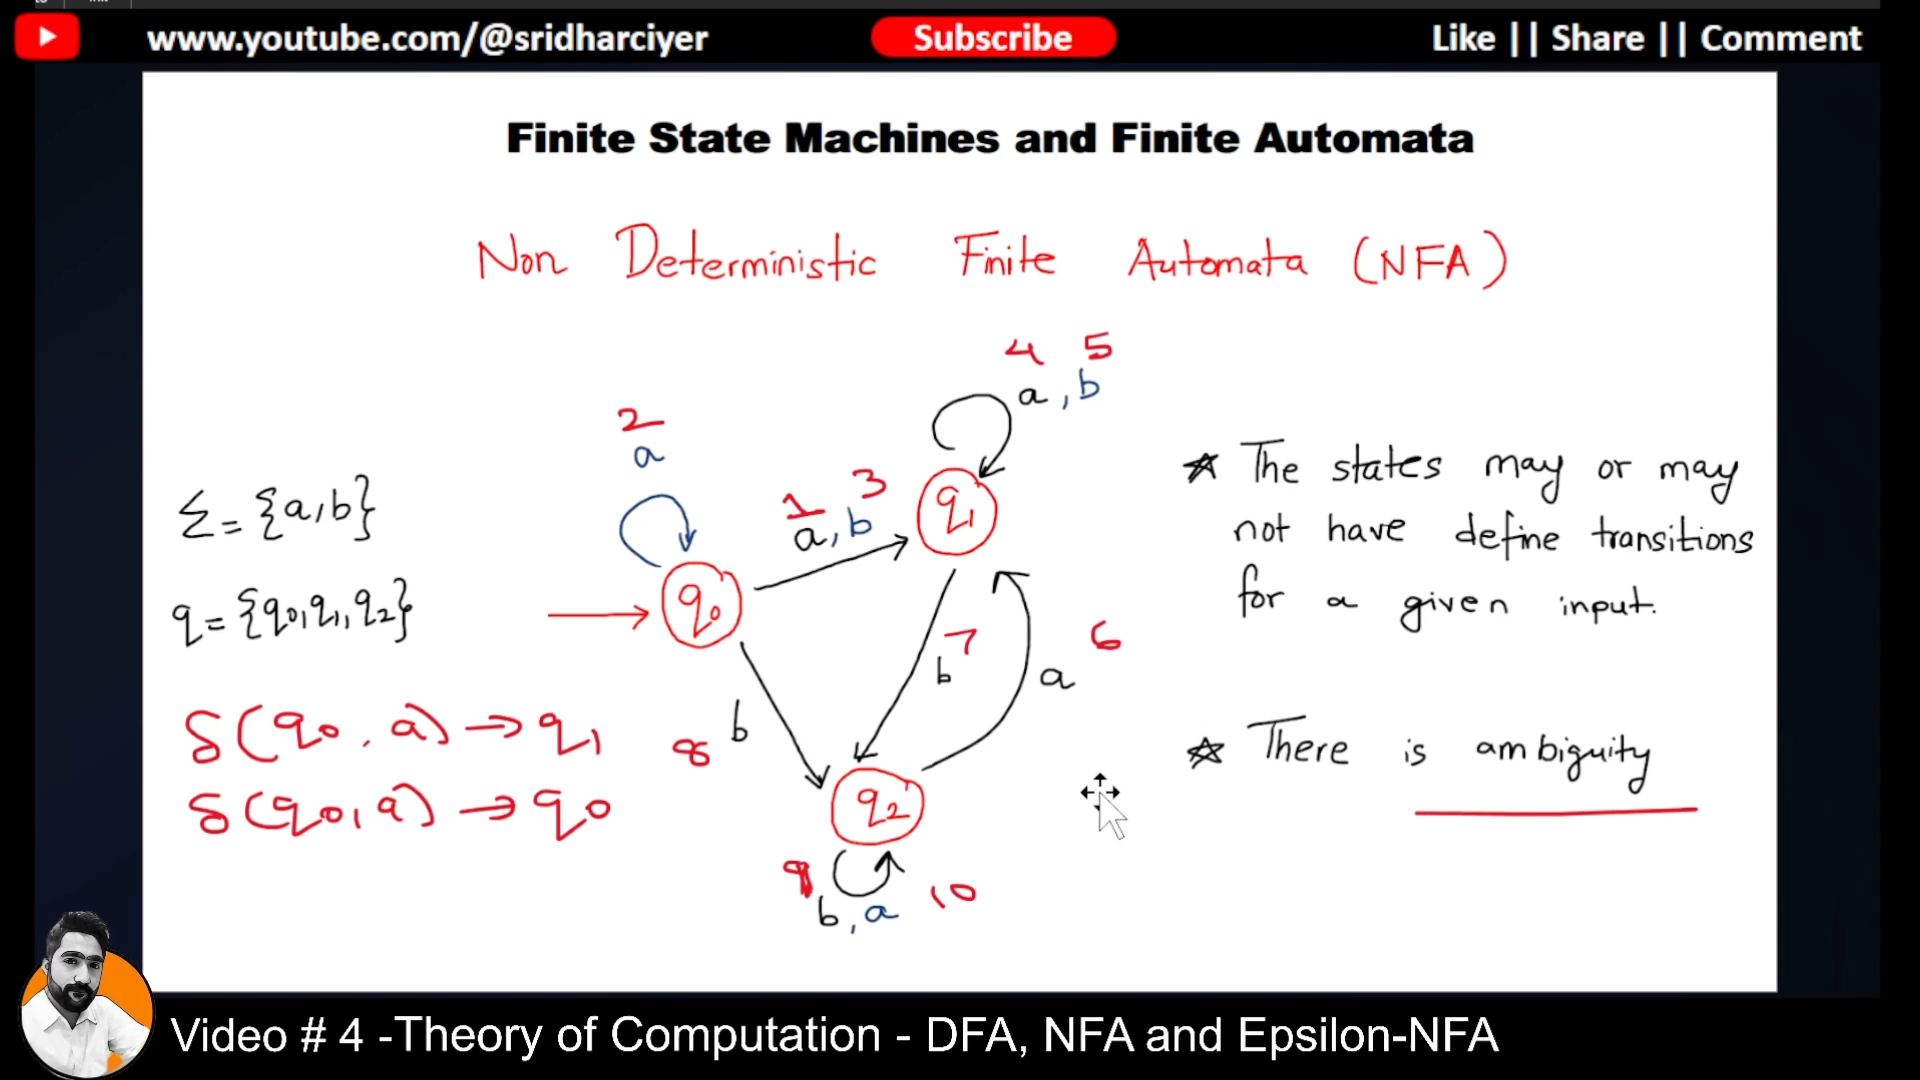 www.youtube.com/@sridharciyer
Subscribe
Like || Share || Comment
Finite State Machines and Finite Automata
Non Deterministic Finite Automata (NFA)
4 5
a, b
2
a
1 3
a, b
q1
Σ = {a,b}
q0
q = {q0,q1,q2}
7
b
6
a
8 b
δ(q0, a) → q1
δ(q0, a) → q0
q2
9 10
b, a
☆ The states may or may
not have define transitions
for a given input.
☆ There is ambiguity
Video # 4 -Theory of Computation - DFA, NFA and Epsilon-NFA